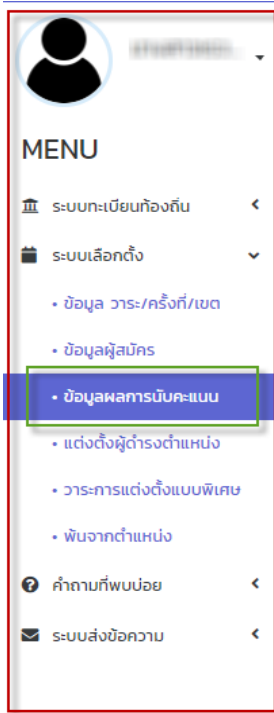 MENU
ระบบทะเบียนท้องถิ่น
ระบบเลือกตั้ง
• ข้อมูล วาระ/ครั้งที่/เขต
• ข้อมูลผู้สมัคร
• ข้อมูลผลการนับคะแนน
• แต่งตั้งผู้ดำรงตำแหน่ง
• วาระการแต่งตั้งแบบพิเศษ
• พ้นจากตำแหน่ง
คำถามที่พบบ่อย
ระบบส่งข้อความ